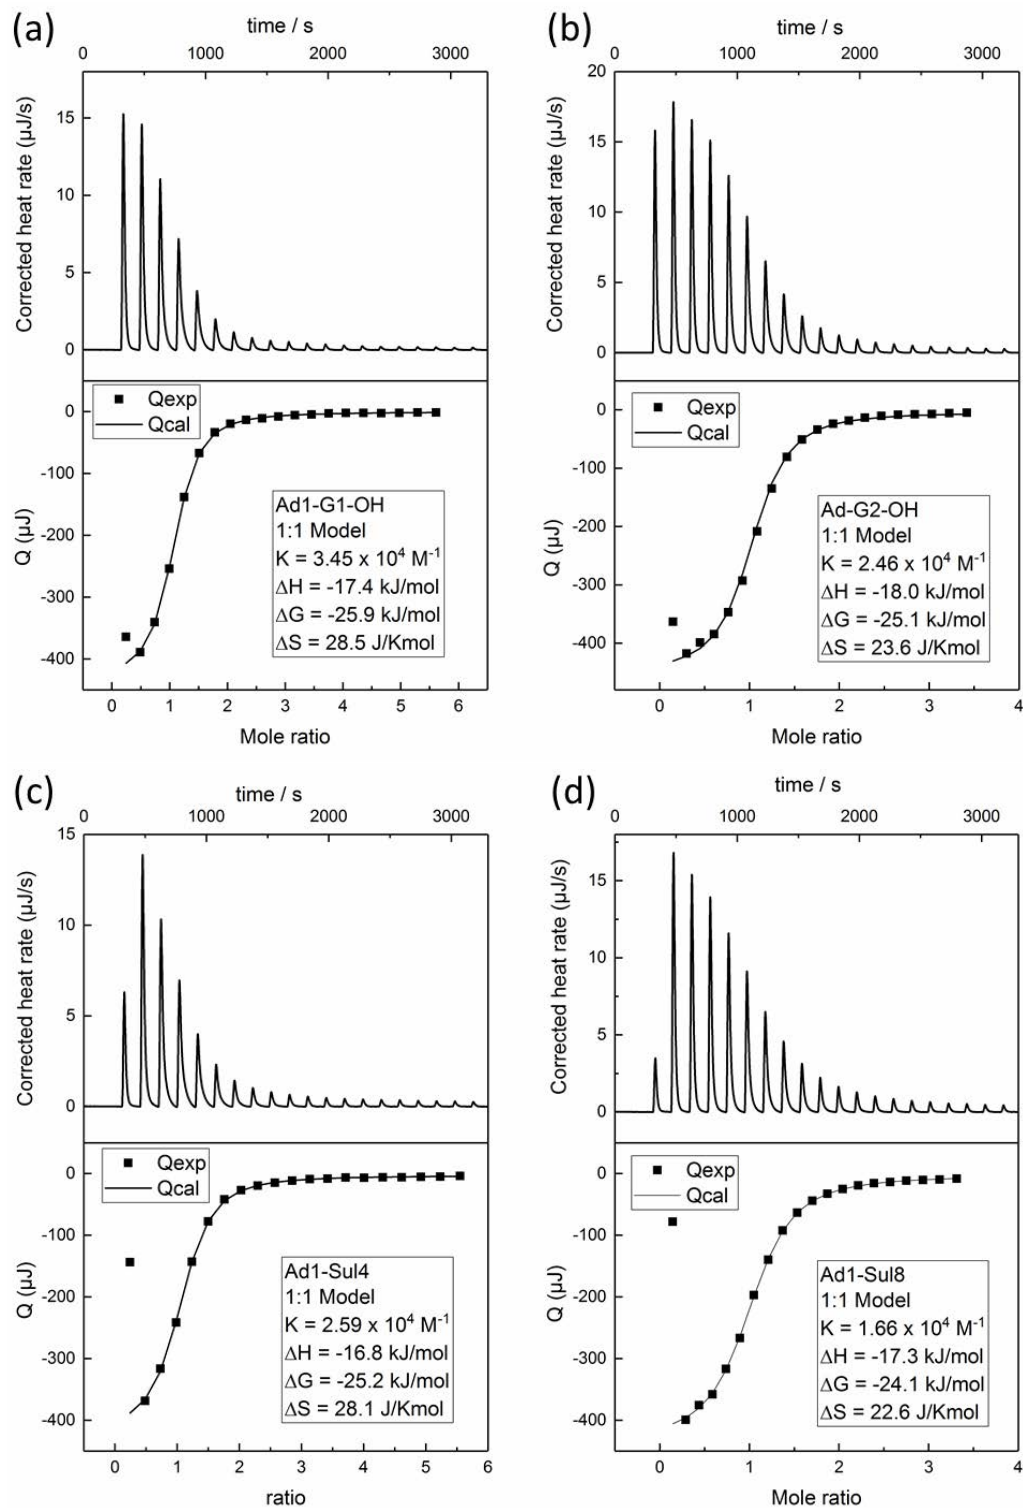 (a)
time / s
0 1000 2000 3000
15
10
5
0
Corrected heat rate (µJ/s)
Qexp
Qcal
0
-100
-200
-300
-400
Q (µJ)
Ad1-G1-OH
1:1 Model
K = 3.45 x 10⁴ M⁻¹
ΔH = -17.4 kJ/mol
ΔG = -25.9 kJ/mol
ΔS = 28.5 J/Kmol
0 1 2 3 4 5 6
Mole ratio
(b)
time / s
0 1000 2000 3000
20
15
10
5
0
Corrected heat rate (µJ/s)
Qexp
Qcal
0
-100
-200
-300
-400
Q (µJ)
Ad-G2-OH
1:1 Model
K = 2.46 x 10⁴ M⁻¹
ΔH = -18.0 kJ/mol
ΔG = -25.1 kJ/mol
ΔS = 23.6 J/Kmol
0 1 2 3 4
Mole ratio
(c)
time / s
0 1000 2000 3000
15
10
5
0
Corrected heat rate (µJ/s)
Qexp
Qcal
0
-100
-200
-300
-400
Q (µJ)
Ad1-Sul4
1:1 Model
K = 2.59 x 10⁴ M⁻¹
ΔH = -16.8 kJ/mol
ΔG = -25.2 kJ/mol
ΔS = 28.1 J/Kmol
0 1 2 3 4 5 6
ratio
(d)
time / s
0 1000 2000 3000
15
10
5
0
Corrected heat rate (µJ/s)
Qexp
Qcal
0
-100
-200
-300
-400
Q (µJ)
Ad1-Sul8
1:1 Model
K = 1.66 x 10⁴ M⁻¹
ΔH = -17.3 kJ/mol
ΔG = -24.1 kJ/mol
ΔS = 22.6 J/Kmol
0 1 2 3 4
Mole ratio